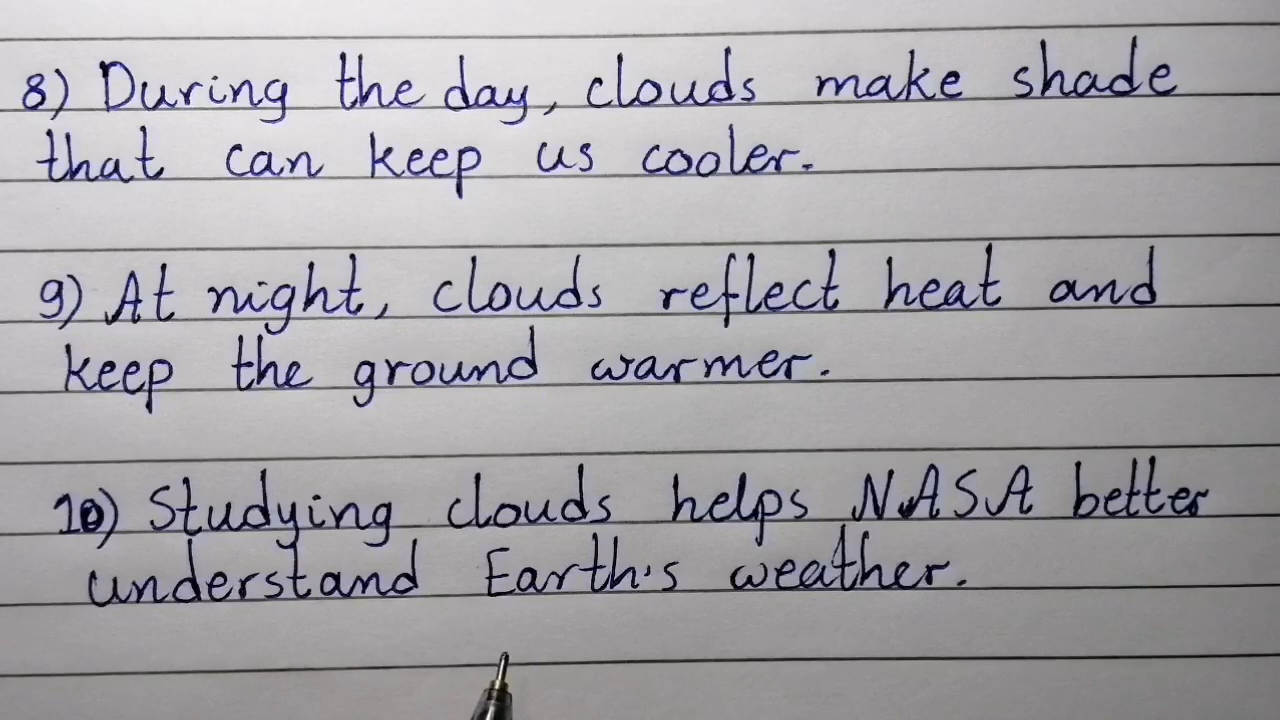 8) During the day, clouds make shade
that can keep us cooler.
9) At night, clouds reflect heat and
keep the ground warmer.
10) Studying clouds helps NASA better
understand Earth's weather.